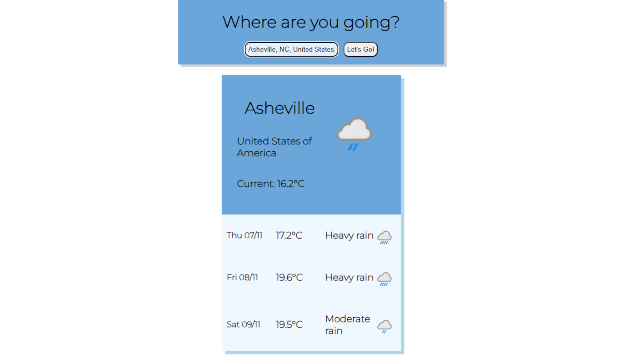 Where are you going?
Asheville, NC, United States Let's Go!
Asheville
United States of
America
Current: 16.2°C
Thu 07/11 17.2°C Heavy rain
Fri 08/11 19.6°C Heavy rain
Sat 09/11 19.5°C Moderate
rain